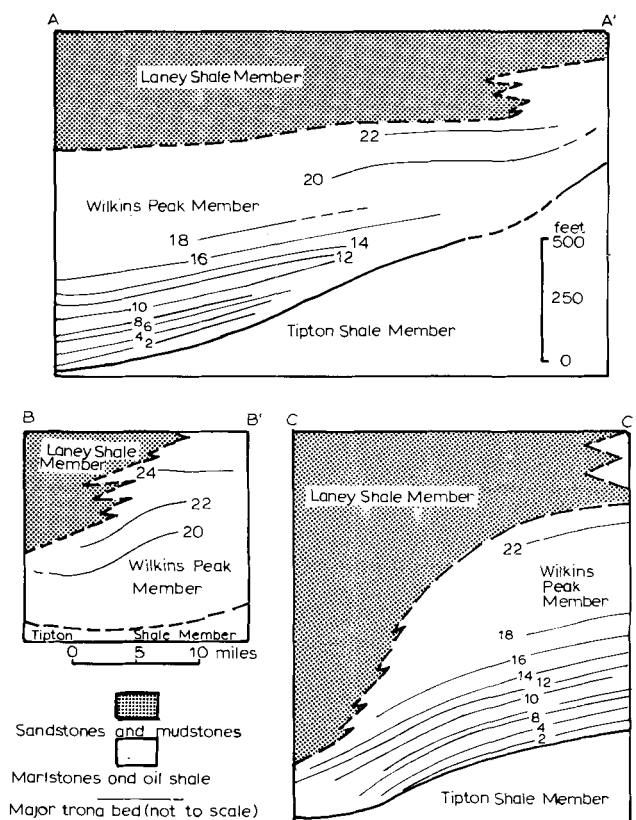 A A'
Laney Shale Member
22
20
Wilkins Peak Member
18
16
14
12
10
8
6
4
2
feet
500
250
0
Tipton Shale Member
B B'
Laney Shale
Member
24
22
20
Wilkins Peak
Member
Tipton Shale Member
0 5 10 miles
Sandstones and mudstones
Marlstones and oil shale
Major trona bed (not to scale)
C C'
Laney Shale Member
22
Wilkins
Peak
Member
18
16
14
12
10
8
4
2
Tipton Shale Member